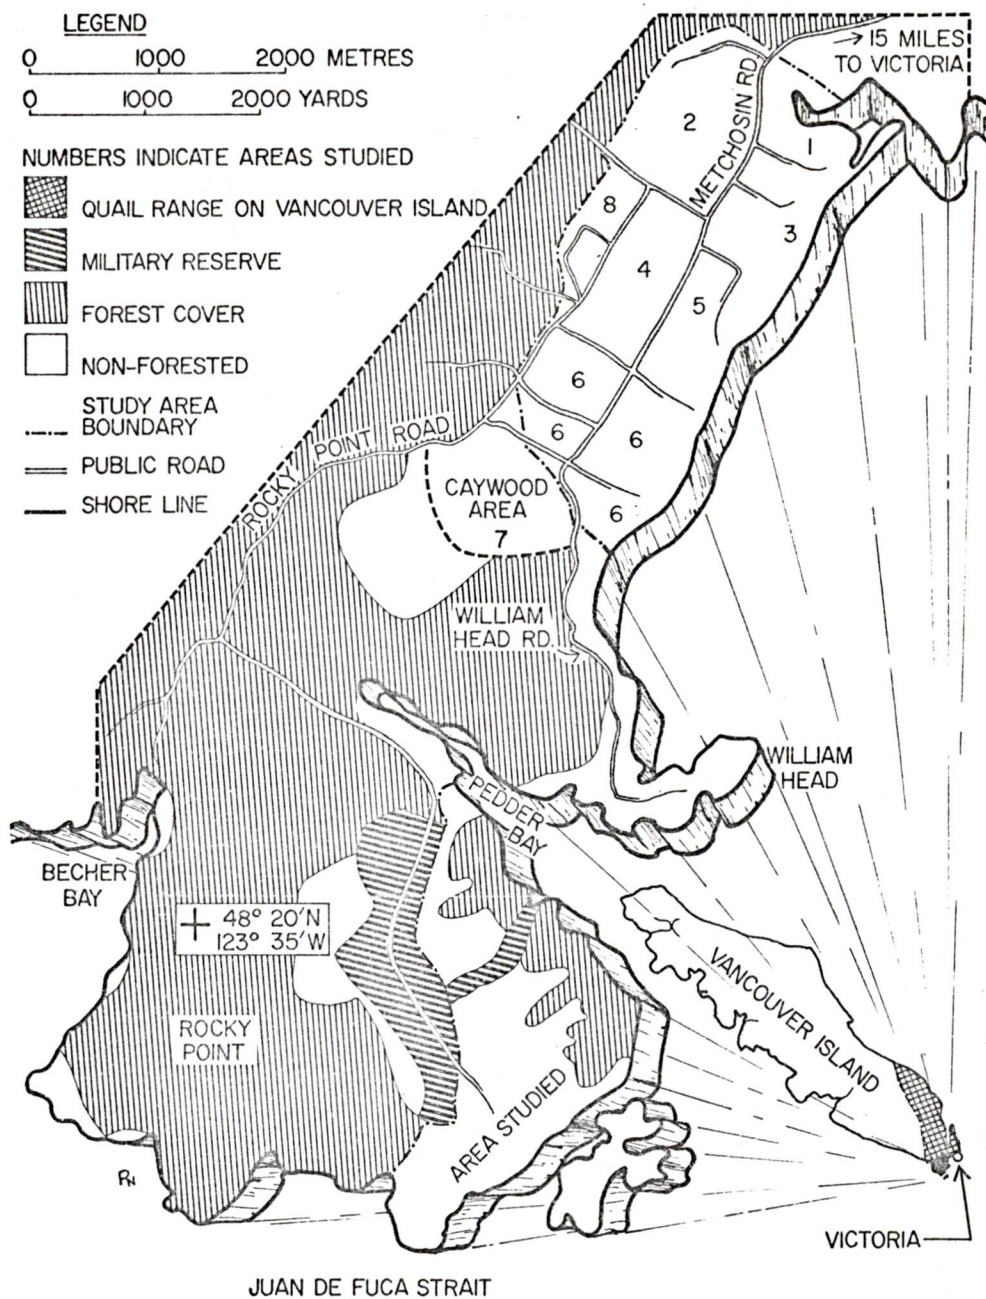 LEGEND
0 1000 2000 METRES
0 1000 2000 YARDS
NUMBERS INDICATE AREAS STUDIED
QUAIL RANGE ON VANCOUVER ISLAND
MILITARY RESERVE
FOREST COVER
NON-FORESTED
STUDY AREA
BOUNDARY
PUBLIC ROAD
SHORE LINE
→ 15 MILES
TO VICTORIA
METCHOSIN RD.
2
1
8
3
4
5
6
6
6
6
ROCKY POINT ROAD
CAYWOOD
AREA
7
WILLIAM
HEAD RD.
WILLIAM
HEAD
PEDDER
BAY
BECHER
BAY
48° 20'N
123° 35'W
ROCKY
POINT
AREA STUDIED
VANCOUVER ISLAND
PN
VICTORIA
JUAN DE FUCA STRAIT